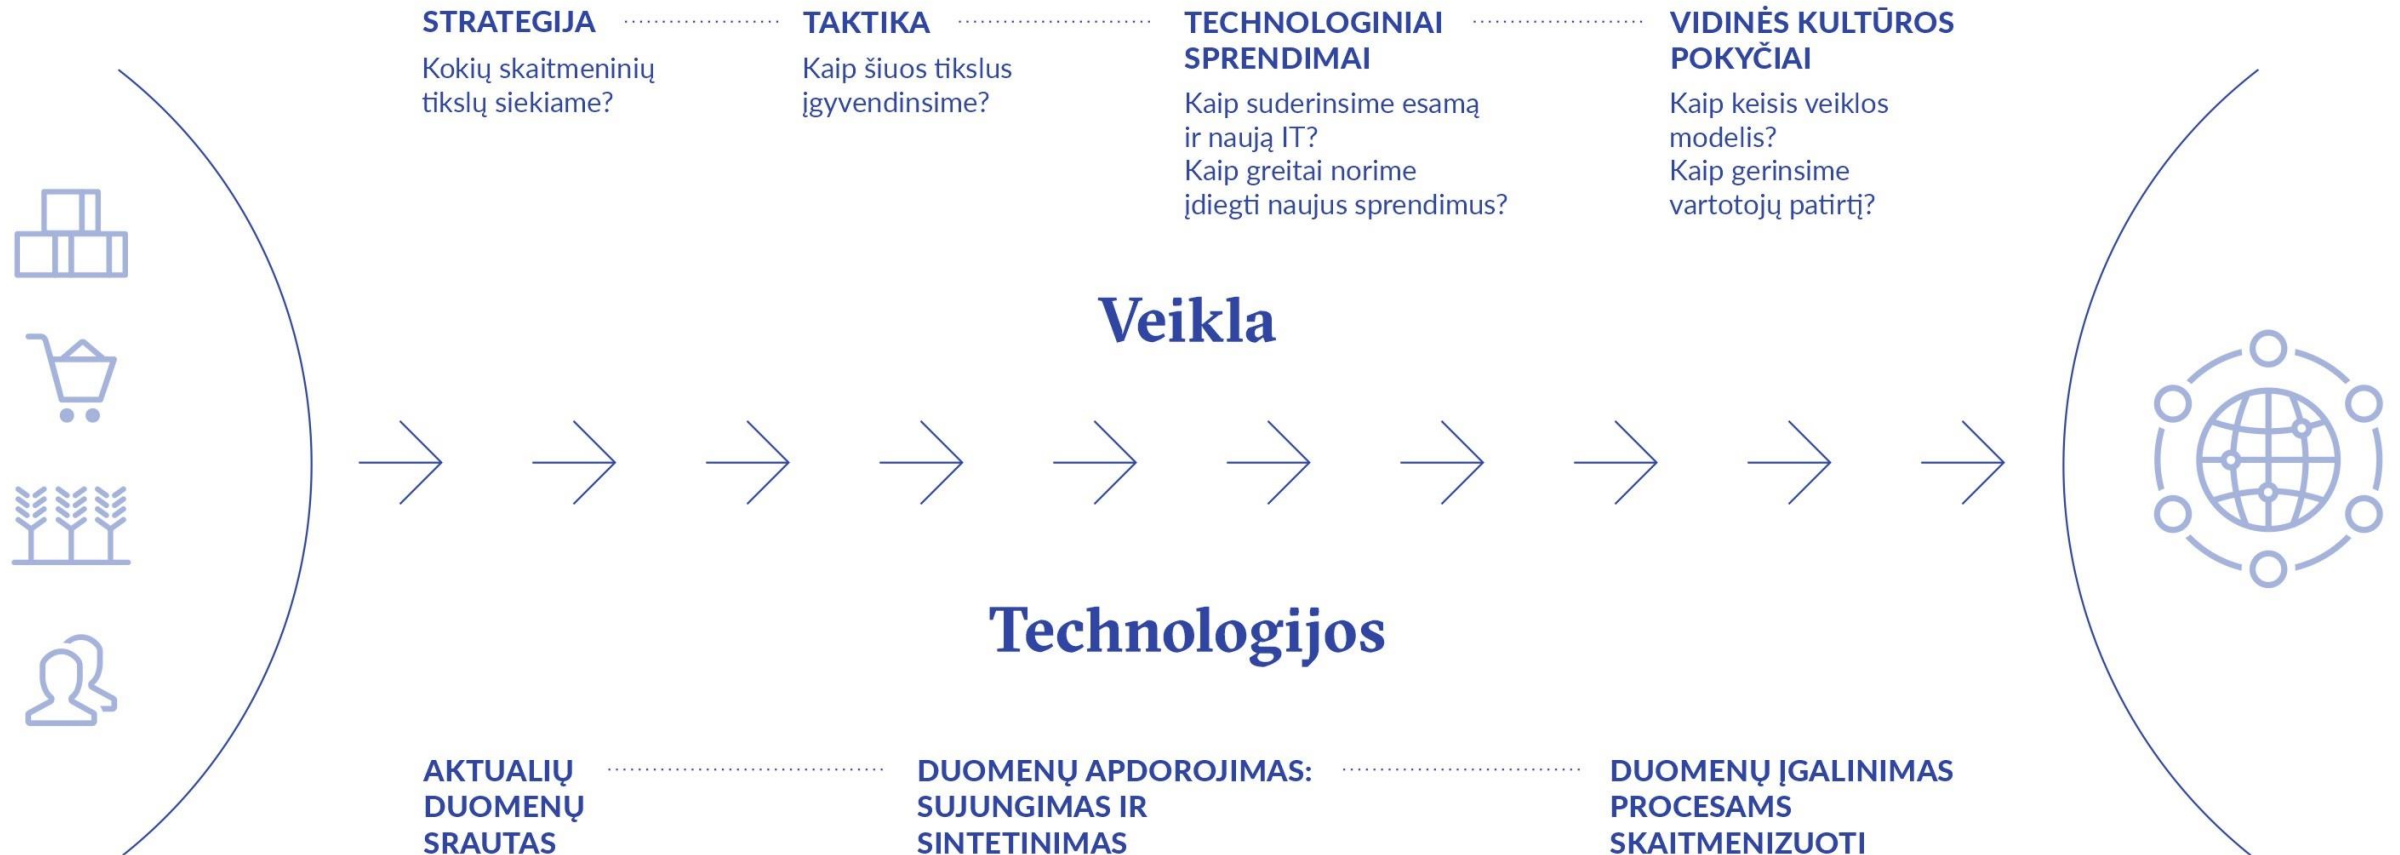 STRATEGIJA
Kokių skaitmeninių
tikslų siekiame?
TAKTIKA
Kaip šiuos tikslus
įgyvendinsime?
TECHNOLOGINIAI
SPRENDIMAI
Kaip suderinsime esamą
ir naują IT?
Kaip greitai norime
įdiegti naujus sprendimus?
VIDINĖS KULTŪROS
POKYČIAI
Kaip keisis veiklos
modelis?
Kaip gerinsime
vartotojų patirtį?
Veikla
Technologijos
AKTUALIŲ
DUOMENŲ
SRAUTAS
DUOMENŲ APDOROJIMAS:
SUJUNGIMAS IR
SINTETINIMAS
DUOMENŲ ĮGALINIMAS
PROCESAMS
SKAITMENIZUOTI